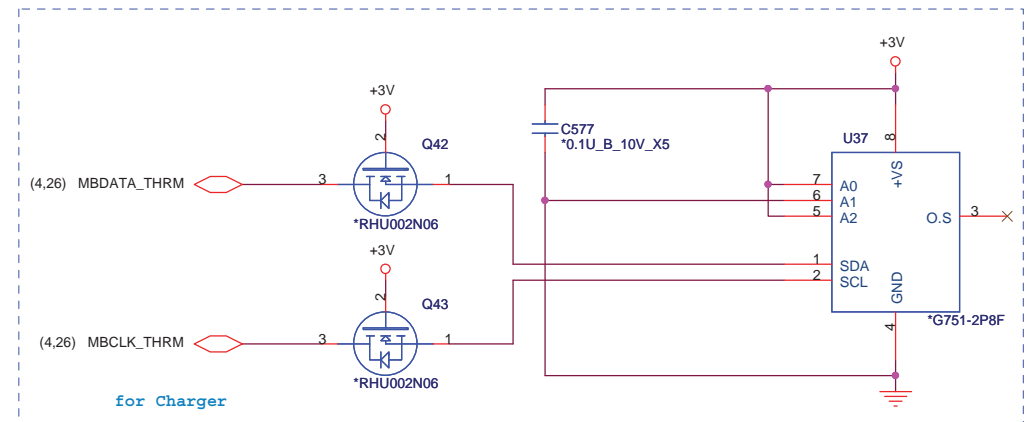 +3V
+3V
2
Q42
C577
*0.1U_B_10V_X5
U37
8
+VS
(4,26) MBDATA_THRM
3
1
7
A0
6
A1
5
A2
O.S
3
*RHU002N06
+3V
1
SDA
2
SCL
GND
2
Q43
*G751-2P8F
4
(4,26) MBCLK_THRM
3
1
*RHU002N06
for Charger